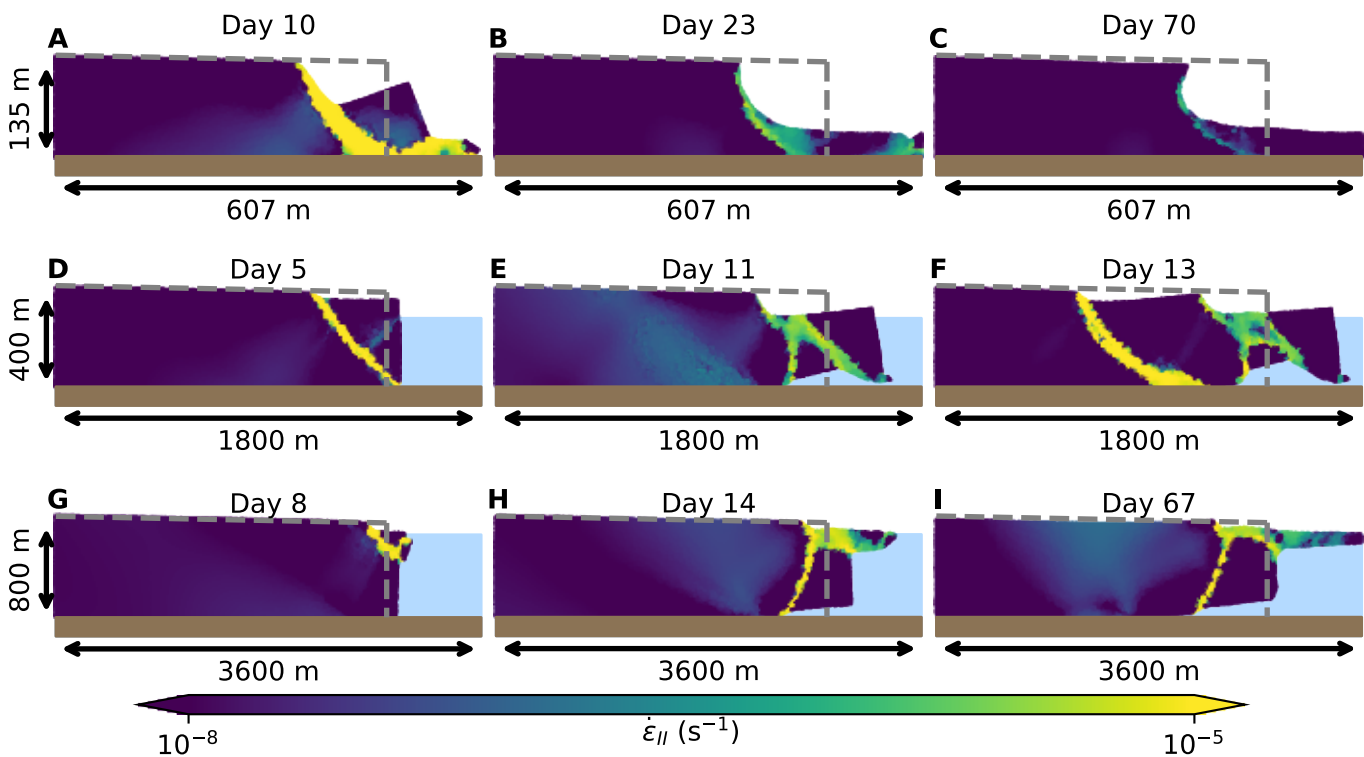 A Day 10
B Day 23
C Day 70
135 m
607 m
607 m
607 m
D Day 5
E Day 11
F Day 13
400 m
1800 m
1800 m
1800 m
G Day 8
H Day 14
I Day 67
800 m
3600 m
3600 m
3600 m
10⁻⁸
ε̇_II (s⁻¹)
10⁻⁵